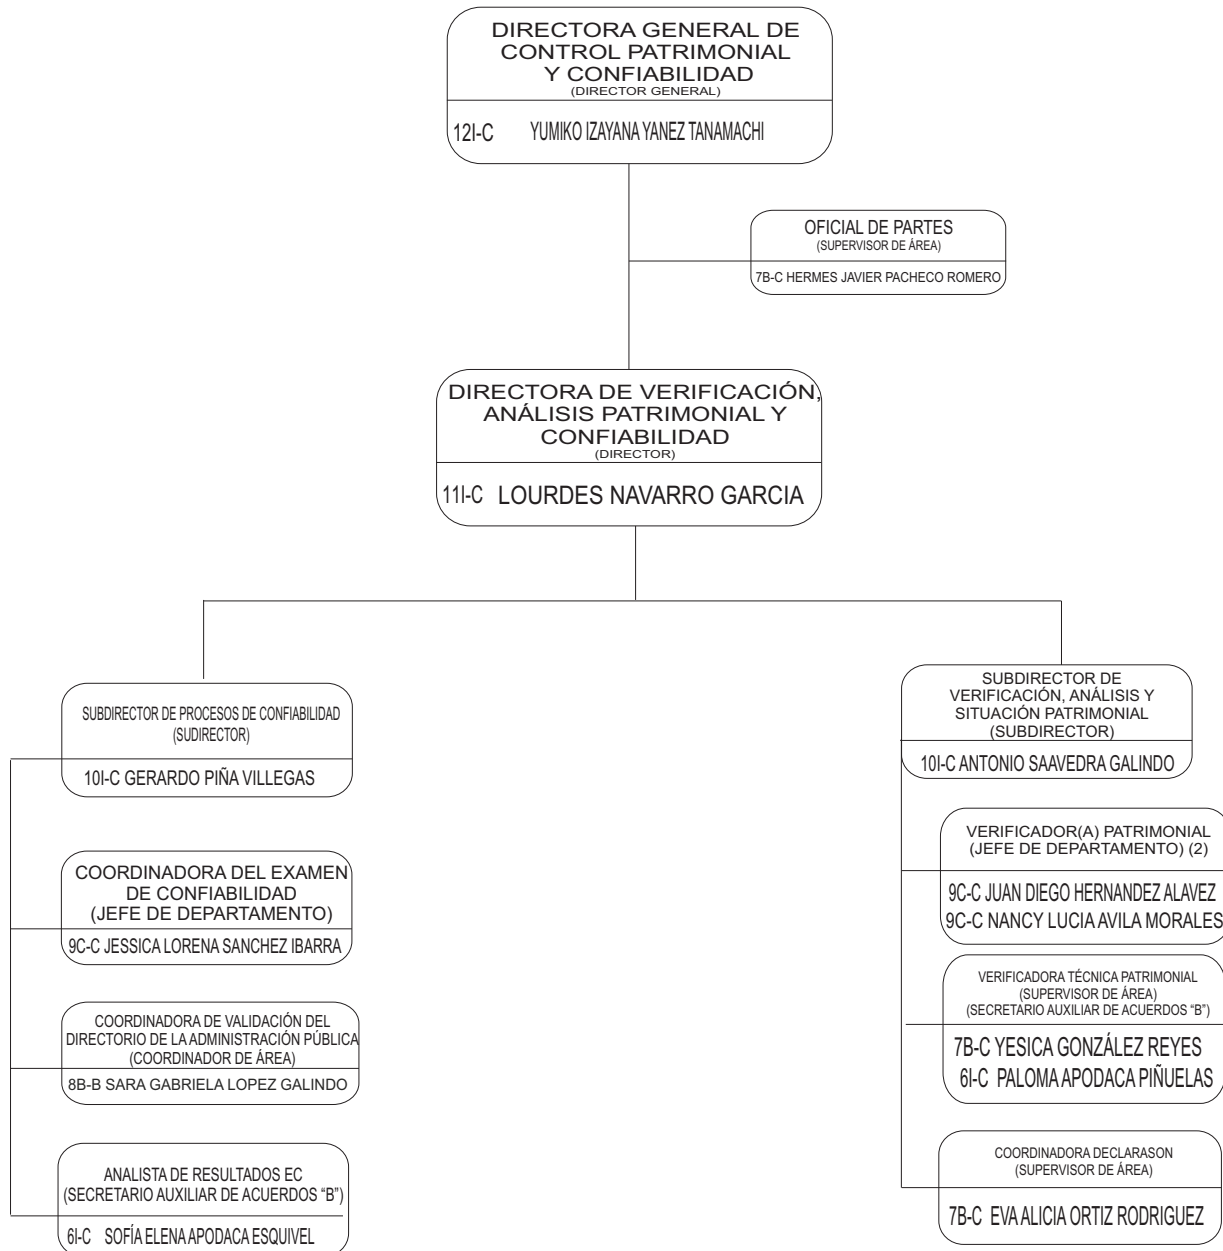 DIRECTORA GENERAL DE
CONTROL PATRIMONIAL
Y CONFIABILIDAD
(DIRECTOR GENERAL)
12I-C YUMIKO IZAYANA YANEZ TANAMACHI
OFICIAL DE PARTES
(SUPERVISOR DE ÁREA)
7B-C HERMES JAVIER PACHECO ROMERO
DIRECTORA DE VERIFICACIÓN,
ANÁLISIS PATRIMONIAL Y
CONFIABILIDAD
(DIRECTOR)
11I-C LOURDES NAVARRO GARCIA
SUBDIRECTOR DE PROCESOS DE CONFIABILIDAD
(SUDIRECTOR)
10I-C GERARDO PIÑA VILLEGAS
COORDINADORA DEL EXAMEN
DE CONFIABILIDAD
(JEFE DE DEPARTAMENTO)
9C-C JESSICA LORENA SANCHEZ IBARRA
COORDINADORA DE VALIDACIÓN DEL
DIRECTORIO DE LA ADMINISTRACIÓN PÚBLICA
(COORDINADOR DE ÁREA)
8B-B SARA GABRIELA LOPEZ GALINDO
ANALISTA DE RESULTADOS EC
(SECRETARIO AUXILIAR DE ACUERDOS “B”)
6I-C SOFÍA ELENA APODACA ESQUIVEL
SUBDIRECTOR DE
VERIFICACIÓN, ANÁLISIS Y
SITUACIÓN PATRIMONIAL
(SUBDIRECTOR)
10I-C ANTONIO SAAVEDRA GALINDO
VERIFICADOR(A) PATRIMONIAL
(JEFE DE DEPARTAMENTO) (2)
9C-C JUAN DIEGO HERNANDEZ ALAVEZ
9C-C NANCY LUCIA AVILA MORALES
VERIFICADORA TÉCNICA PATRIMONIAL
(SUPERVISOR DE ÁREA)
(SECRETARIO AUXILIAR DE ACUERDOS “B”)
7B-C YESICA GONZÁLEZ REYES
6I-C PALOMA APODACA PIÑUELAS
COORDINADORA DECLARASON
(SUPERVISOR DE ÁREA)
7B-C EVA ALICIA ORTIZ RODRIGUEZ